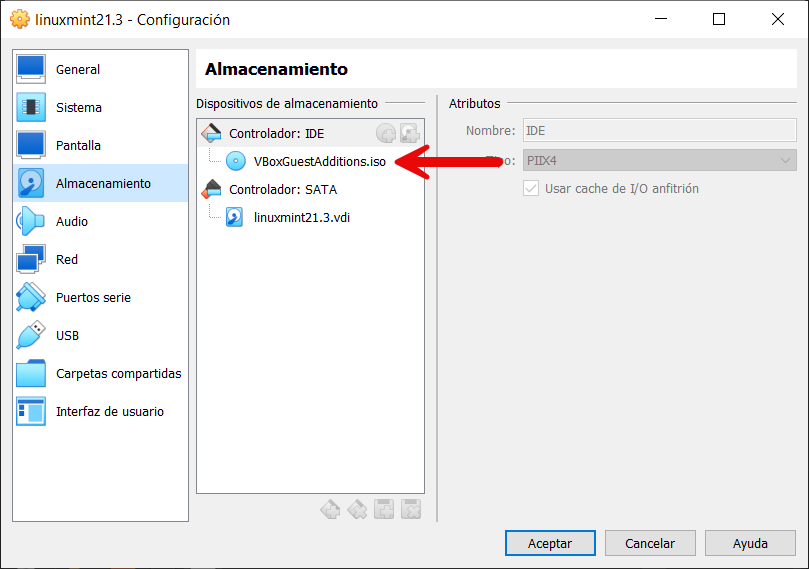 linuxmint21.3 - Configuración
General
Sistema
Pantalla
Almacenamiento
Audio
Red
Puertos serie
USB
Carpetas compartidas
Interfaz de usuario
Almacenamiento
Dispositivos de almacenamiento
Controlador: IDE
VBoxGuestAdditions.iso
Controlador: SATA
linuxmint21.3.vdi
Atributos
Nombre: IDE
PIIX4
Usar cache de I/O anfitrión
Aceptar
Cancelar
Ayuda